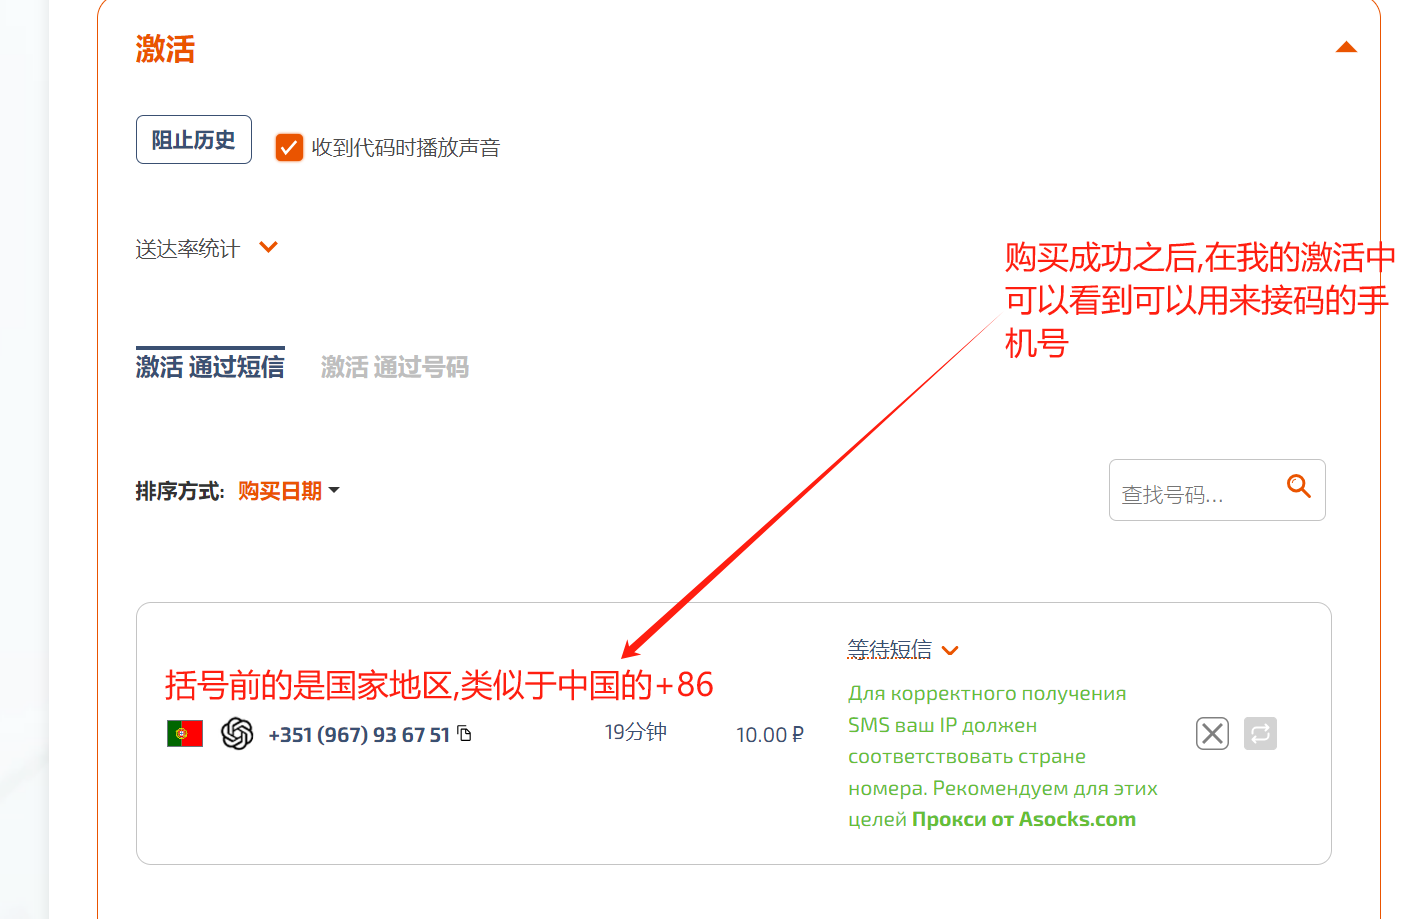 激活
阻止历史
收到代码时播放声音
送达率统计
购买成功之后,在我的激活中
可以看到可以用来接码的手
机号
激活 通过短信
激活 通过号码
排序方式: 购买日期
查找号码...
括号前的是国家地区,类似于中国的+86
+351 (967) 93 67 51
19分钟
10.00 ₽
等待短信
Для корректного получения
SMS ваш IP должен
соответствовать стране
номера. Рекомендуем для этих
целей Прокси от Asocks.com